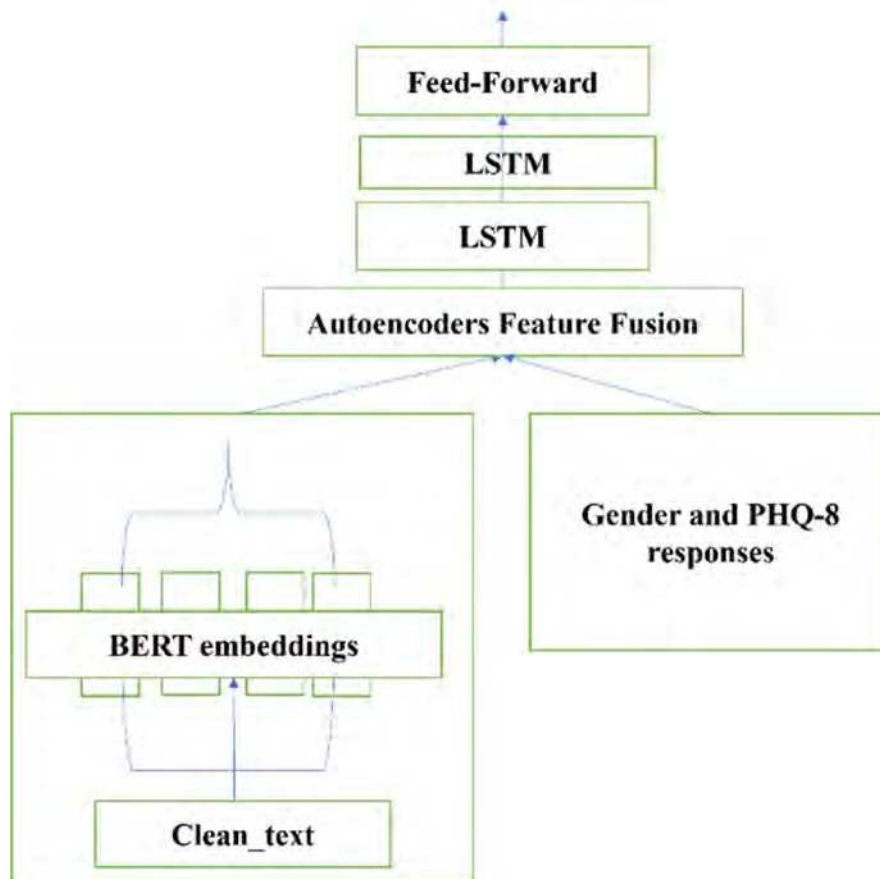 Feed-Forward
LSTM
LSTM
Autoencoders Feature Fusion
Gender and PHQ-8
responses
BERT embeddings
Clean_text